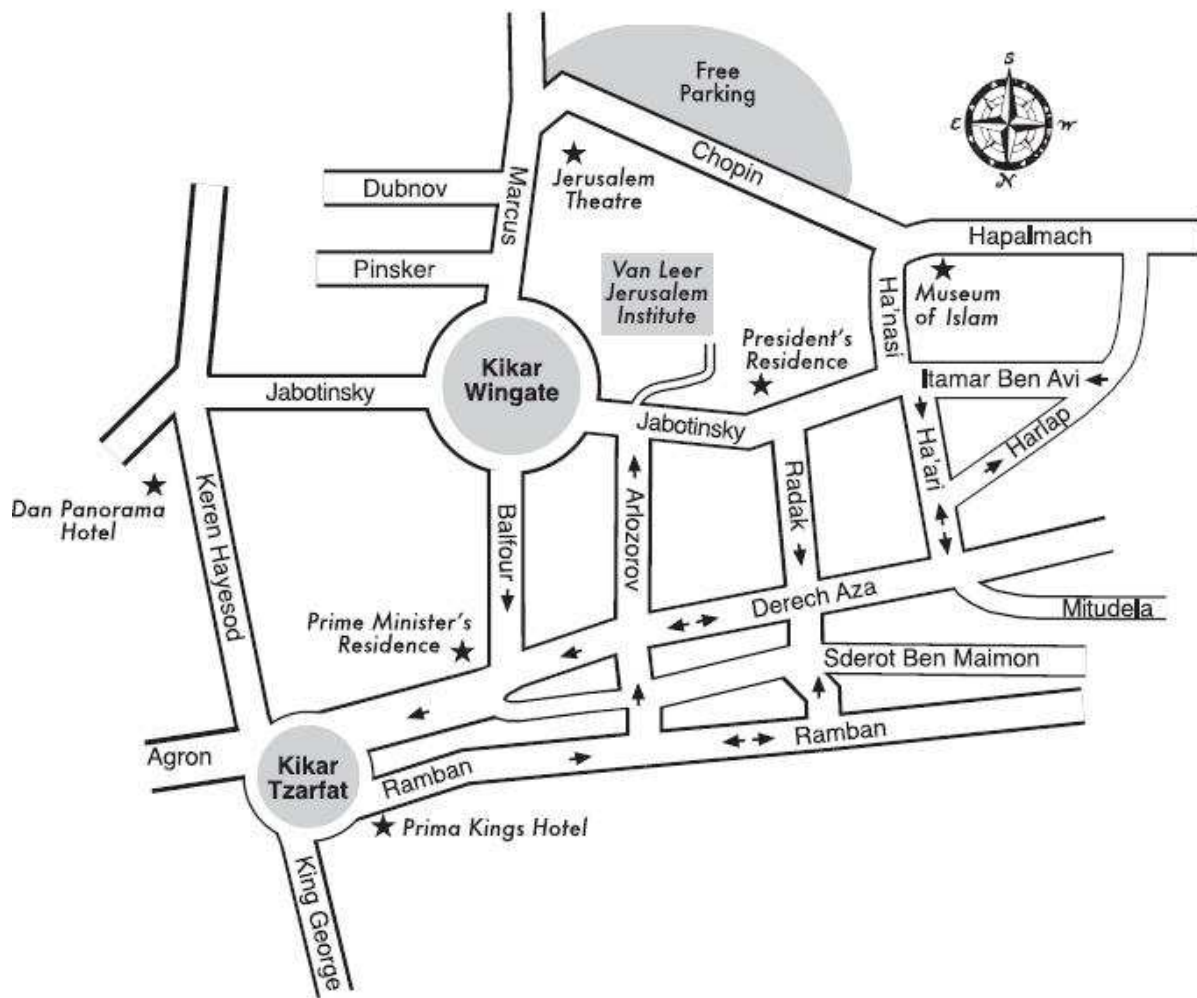 Free
Parking
S
E
W
N
Chopin
Jerusalem
Theatre
Marcus
Dubnov
Hapalmach
Pinsker
Van Leer
Jerusalem
Institute
Ha'nasi
Museum
of Islam
President's
Residence
Kikar
Wingate
Itamar Ben Avi
Jabotinsky
Jabotinsky
Harlap
Ha'ari
Dan Panorama
Hotel
Keren Hayesod
Balfour
Arlozorov
Radak
Derech Aza
Mitudela
Prime Minister's
Residence
Sderot Ben Maimon
Ramban
Agron
Kikar
Tzarfat
Ramban
Prima Kings Hotel
King George